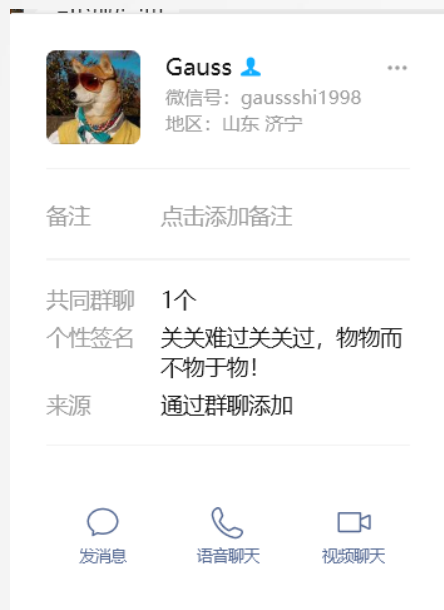 Gauss
微信号：gaussshi1998
地区：山东 济宁
备注 点击添加备注
共同群聊 1个
个性签名 关关难过关关过，物物而
不物于物！
来源 通过群聊添加
发消息 语音聊天 视频聊天